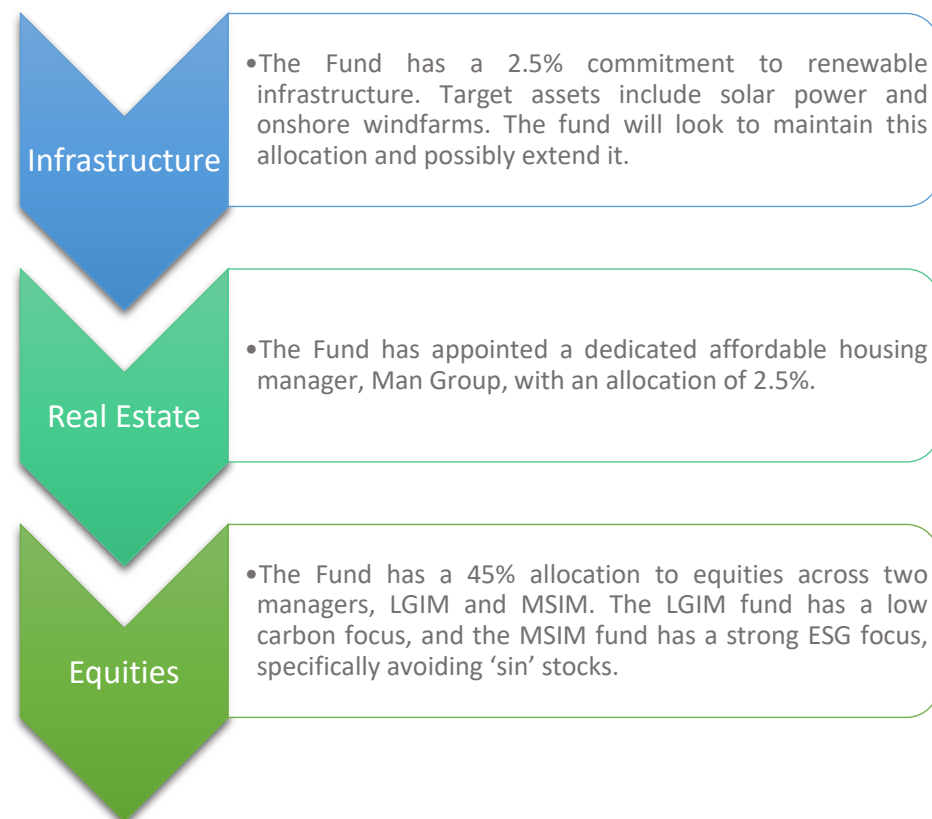 Infrastructure
•The Fund has a 2.5% commitment to renewable
infrastructure. Target assets include solar power and
onshore windfarms. The fund will look to maintain this
allocation and possibly extend it.
Real Estate
•The Fund has appointed a dedicated affordable housing
manager, Man Group, with an allocation of 2.5%.
Equities
•The Fund has a 45% allocation to equities across two
managers, LGIM and MSIM. The LGIM fund has a low
carbon focus, and the MSIM fund has a strong ESG focus,
specifically avoiding ‘sin’ stocks.